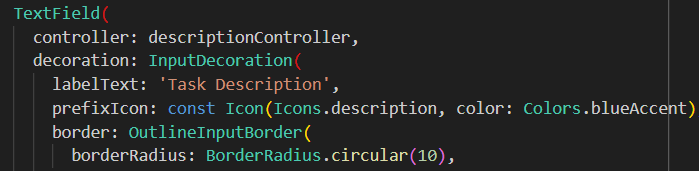 TextField(
controller: descriptionController,
decoration: InputDecoration(
labelText: 'Task Description',
prefixIcon: const Icon(Icons.description, color: Colors.blueAccent)
border: OutlineInputBorder(
borderRadius: BorderRadius.circular(10),